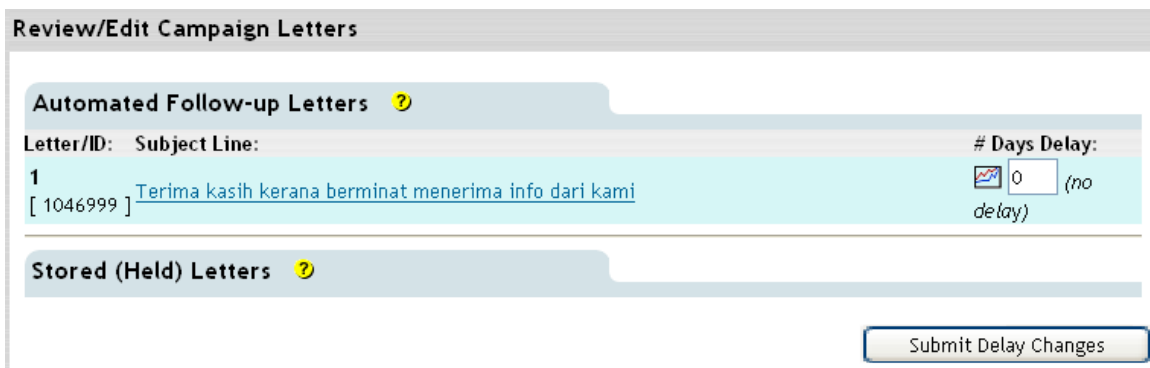 Review/Edit Campaign Letters
Automated Follow-up Letters ?
Letter/ID: Subject Line: # Days Delay:
1
[ 1046999 ] Terima kasih kerana berminat menerima info dari kami 0 (no
delay)
Stored (Held) Letters ?
Submit Delay Changes